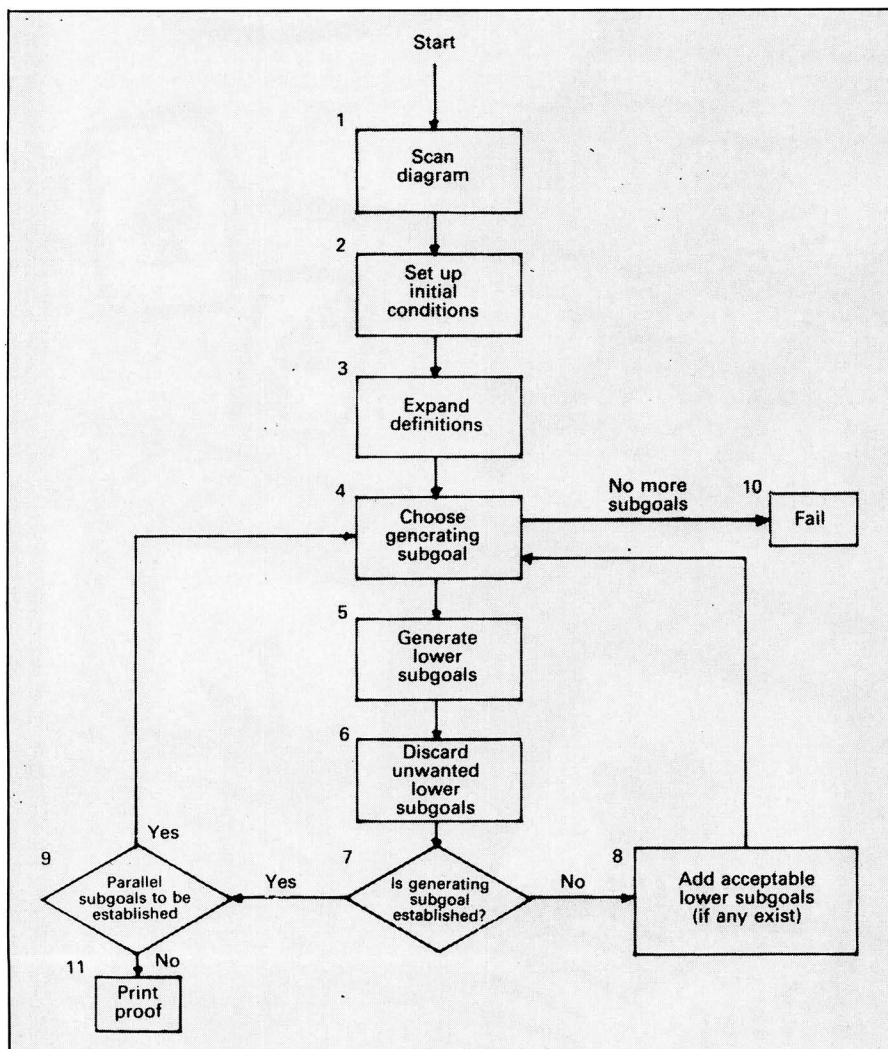 Start
1
Scan
diagram
2
Set up
initial
conditions
3
Expand
definitions
4
Choose
generating
subgoal
No more
subgoals
10
Fail
5
Generate
lower
subgoals
6
Discard
unwanted
lower
subgoals
Yes
9
Parallel
subgoals to be
established
Yes
7
Is generating
subgoal
established?
No
8
Add acceptable
lower subgoals
(if any exist)
11
No
Print
proof